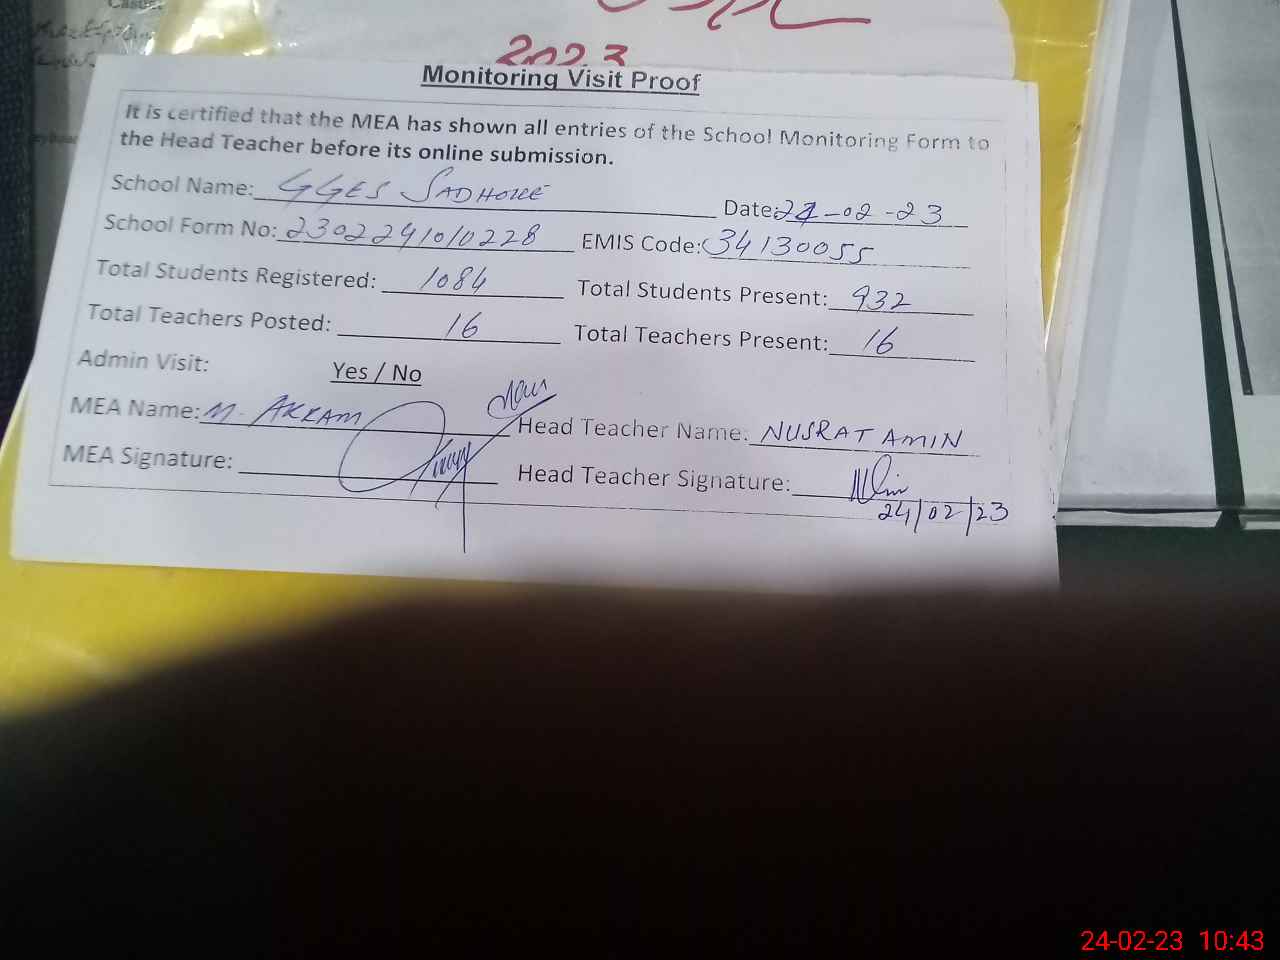 2023
Monitoring Visit Proof
It is certified that the MEA has shown all entries of the School Monitoring Form to
the Head Teacher before its online submission.
School Name: GGES SADHOKE Date: 24-02-23
School Form No: 2302241010228 EMIS Code: 34130055
Total Students Registered: 1084 Total Students Present: 932
Total Teachers Posted: 16 Total Teachers Present: 16
Admin Visit: Yes / No
MEA Name: M. AKRAM Head Teacher Name: NUSRAT AMIN
MEA Signature: Head Teacher Signature:
24/02/23
24-02-23 10:43